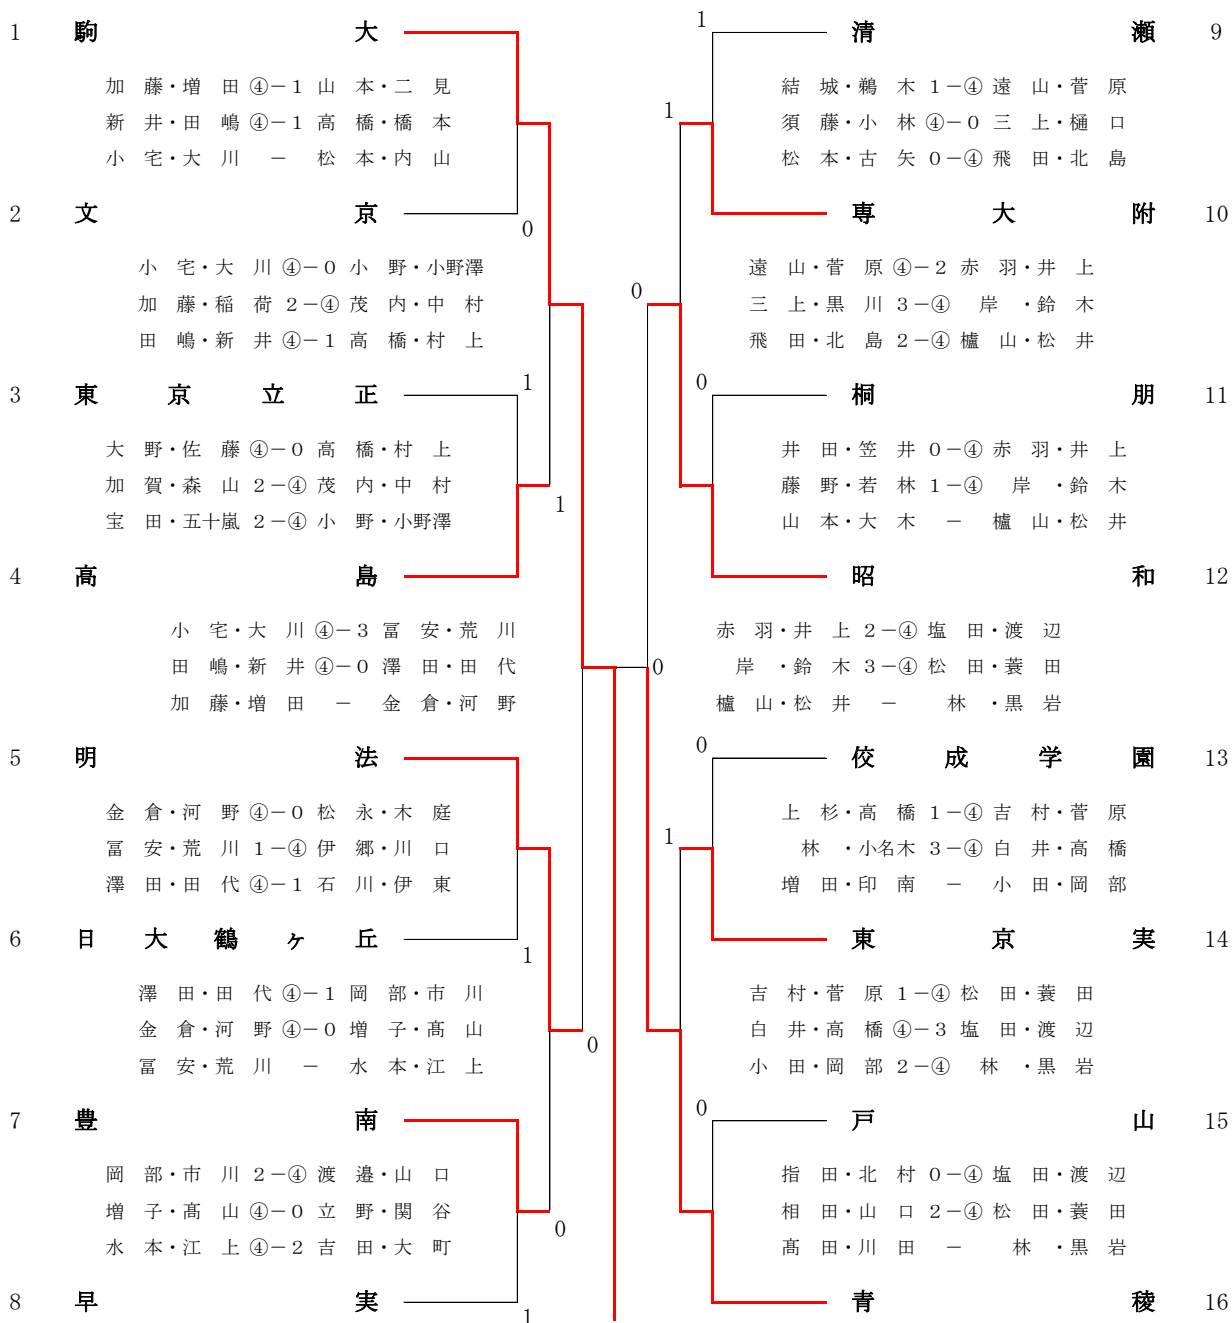 1 駒大
加藤・増田 ④－1 山本・二見
新井・田嶋 ④－1 高橋・橋本
小宅・大川 － 松本・内山
2 文京
0
小宅・大川 ④－0 小野・小野澤
加藤・稲荷 2－④ 茂内・中村
田嶋・新井 ④－1 高橋・村上
3 東京立正
1
大野・佐藤 ④－0 高橋・村上
加賀・森山 2－④ 茂内・中村
宝田・五十嵐 2－④ 小野・小野澤
1
4 高島
小宅・大川 ④－3 冨安・荒川
田嶋・新井 ④－0 澤田・田代
加藤・増田 － 金倉・河野
5 明法
金倉・河野 ④－0 松永・木庭
冨安・荒川 1－④ 伊郷・川口
澤田・田代 ④－1 石川・伊東
6 日大鶴ヶ丘
1
澤田・田代 ④－1 岡部・市川
金倉・河野 ④－0 増子・髙山
冨安・荒川 － 水本・江上
0
7 豊南
岡部・市川 2－④ 渡邉・山口
増子・髙山 ④－0 立野・関谷
水本・江上 ④－2 吉田・大町
0
8 早実
1
1
清瀬 9
結城・鵜木 1－④ 遠山・菅原
1
須藤・小林 ④－0 三上・樋口
松本・古矢 0－④ 飛田・北島
専大附 10
遠山・菅原 ④－2 赤羽・井上
0
三上・黒川 3－④ 岸・鈴木
飛田・北島 2－④ 櫨山・松井
0
桐朋 11
井田・笠井 0－④ 赤羽・井上
藤野・若林 1－④ 岸・鈴木
山本・大木 － 櫨山・松井
昭和 12
赤羽・井上 2－④ 塩田・渡辺
岸・鈴木 3－④ 松田・蓑田
0
櫨山・松井 － 林・黒岩
0
佼成学園 13
上杉・高橋 1－④ 吉村・菅原
1
林・小名木 3－④ 白井・高橋
増田・印南 － 小田・岡部
東京実 14
吉村・菅原 1－④ 松田・蓑田
白井・高橋 ④－3 塩田・渡辺
小田・岡部 2－④ 林・黒岩
0
戸山 15
指田・北村 0－④ 塩田・渡辺
相田・山口 2－④ 松田・蓑田
髙田・川田 － 林・黒岩
青稜 16